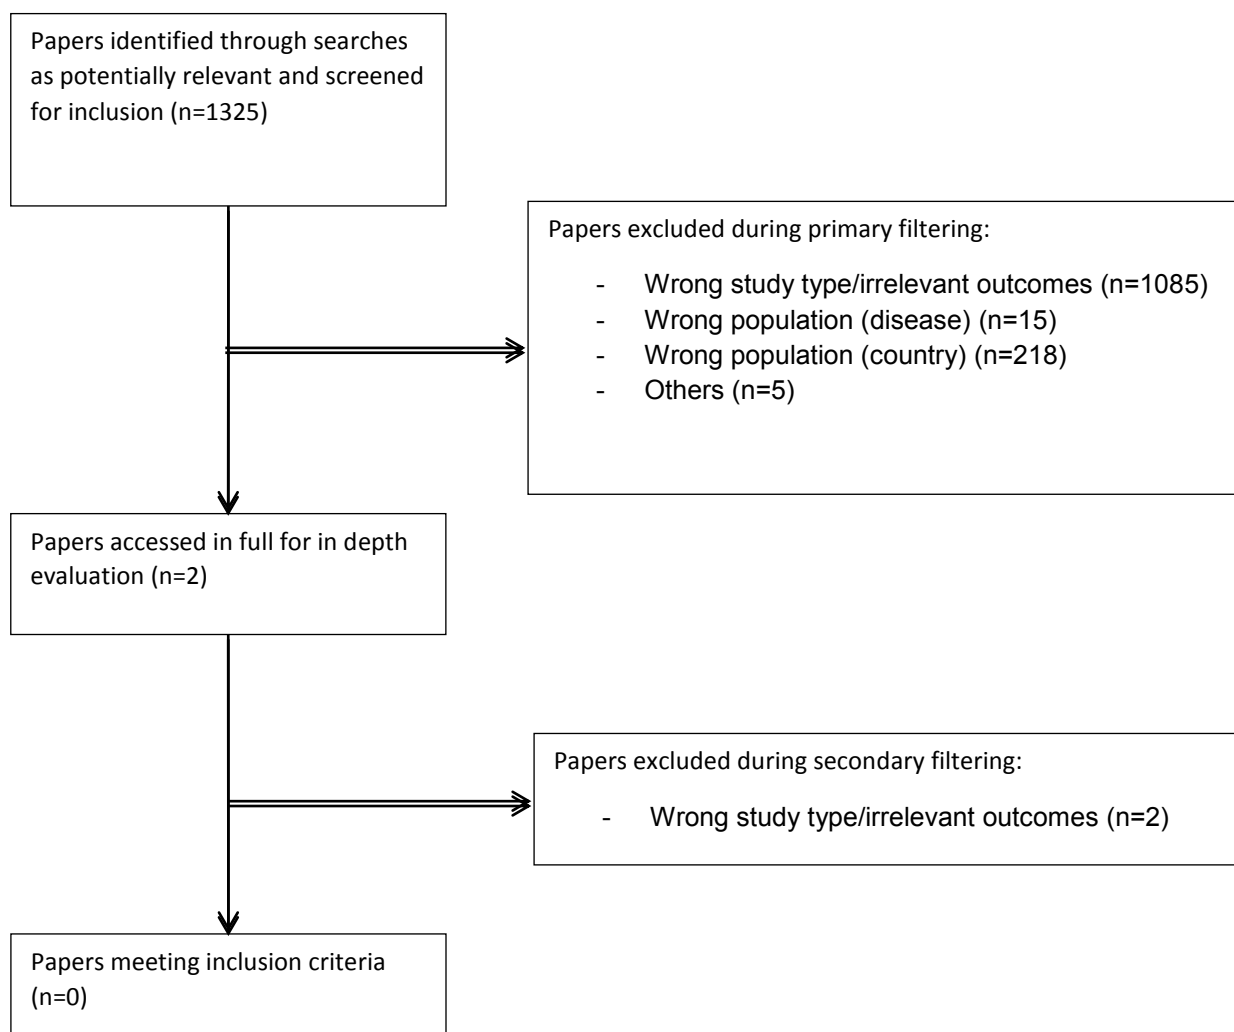 Papers identified through searches
as potentially relevant and screened
for inclusion (n=1325)
Papers excluded during primary filtering:
- Wrong study type/irrelevant outcomes (n=1085)
- Wrong population (disease) (n=15)
- Wrong population (country) (n=218)
- Others (n=5)
Papers accessed in full for in depth
evaluation (n=2)
Papers excluded during secondary filtering:
- Wrong study type/irrelevant outcomes (n=2)
Papers meeting inclusion criteria
(n=0)